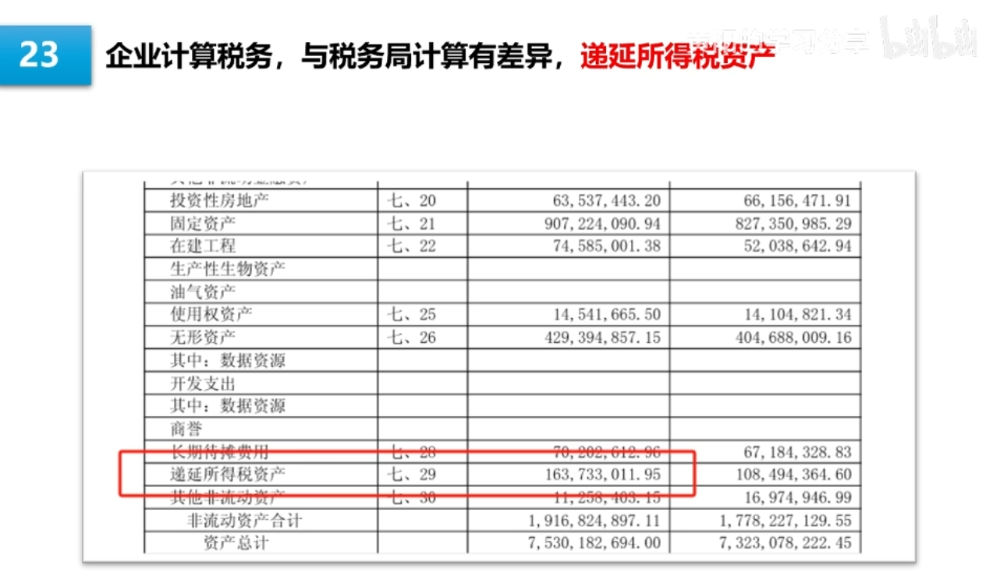 23 企业计算税务，与税务局计算有差异，递延所得税资产
的学习分享 bilibili
投资性房地产 七、20 63,537,443.20 66,156,471.91
固定资产 七、21 907,224,090.94 827,350,985.29
在建工程 七、22 74,585,001.38 52,038,642.94
生产性生物资产
油气资产
使用权资产 七、25 14,541,665.50 14,104,821.34
无形资产 七、26 429,394,857.15 404,688,009.16
其中：数据资源
开发支出
其中：数据资源
商誉
长期待摊费用 七、28 70,202,612.96 67,184,328.83
递延所得税资产 七、29 163,733,011.95 108,494,364.60
其他非流动资产 七、30 11,258,403.15 16,974,946.99
非流动资产合计 1,916,824,897.11 1,778,227,129.55
资产总计 7,530,182,694.00 7,323,078,222.45